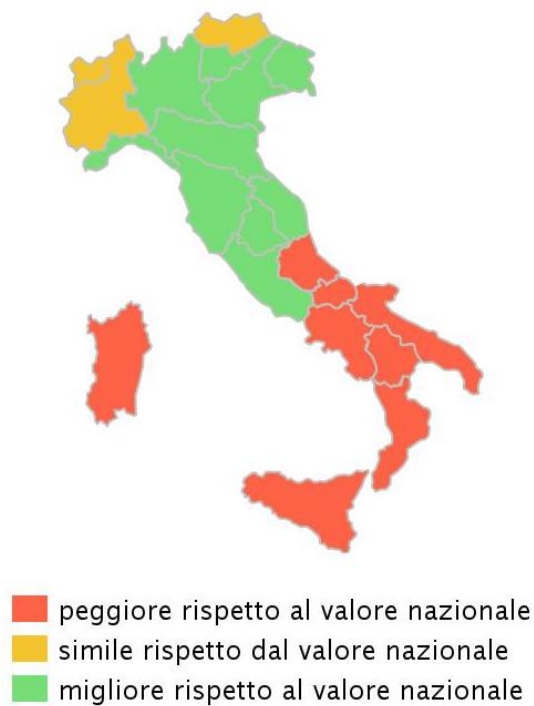 peggiore rispetto al valore nazionale
simile rispetto dal valore nazionale
migliore rispetto al valore nazionale